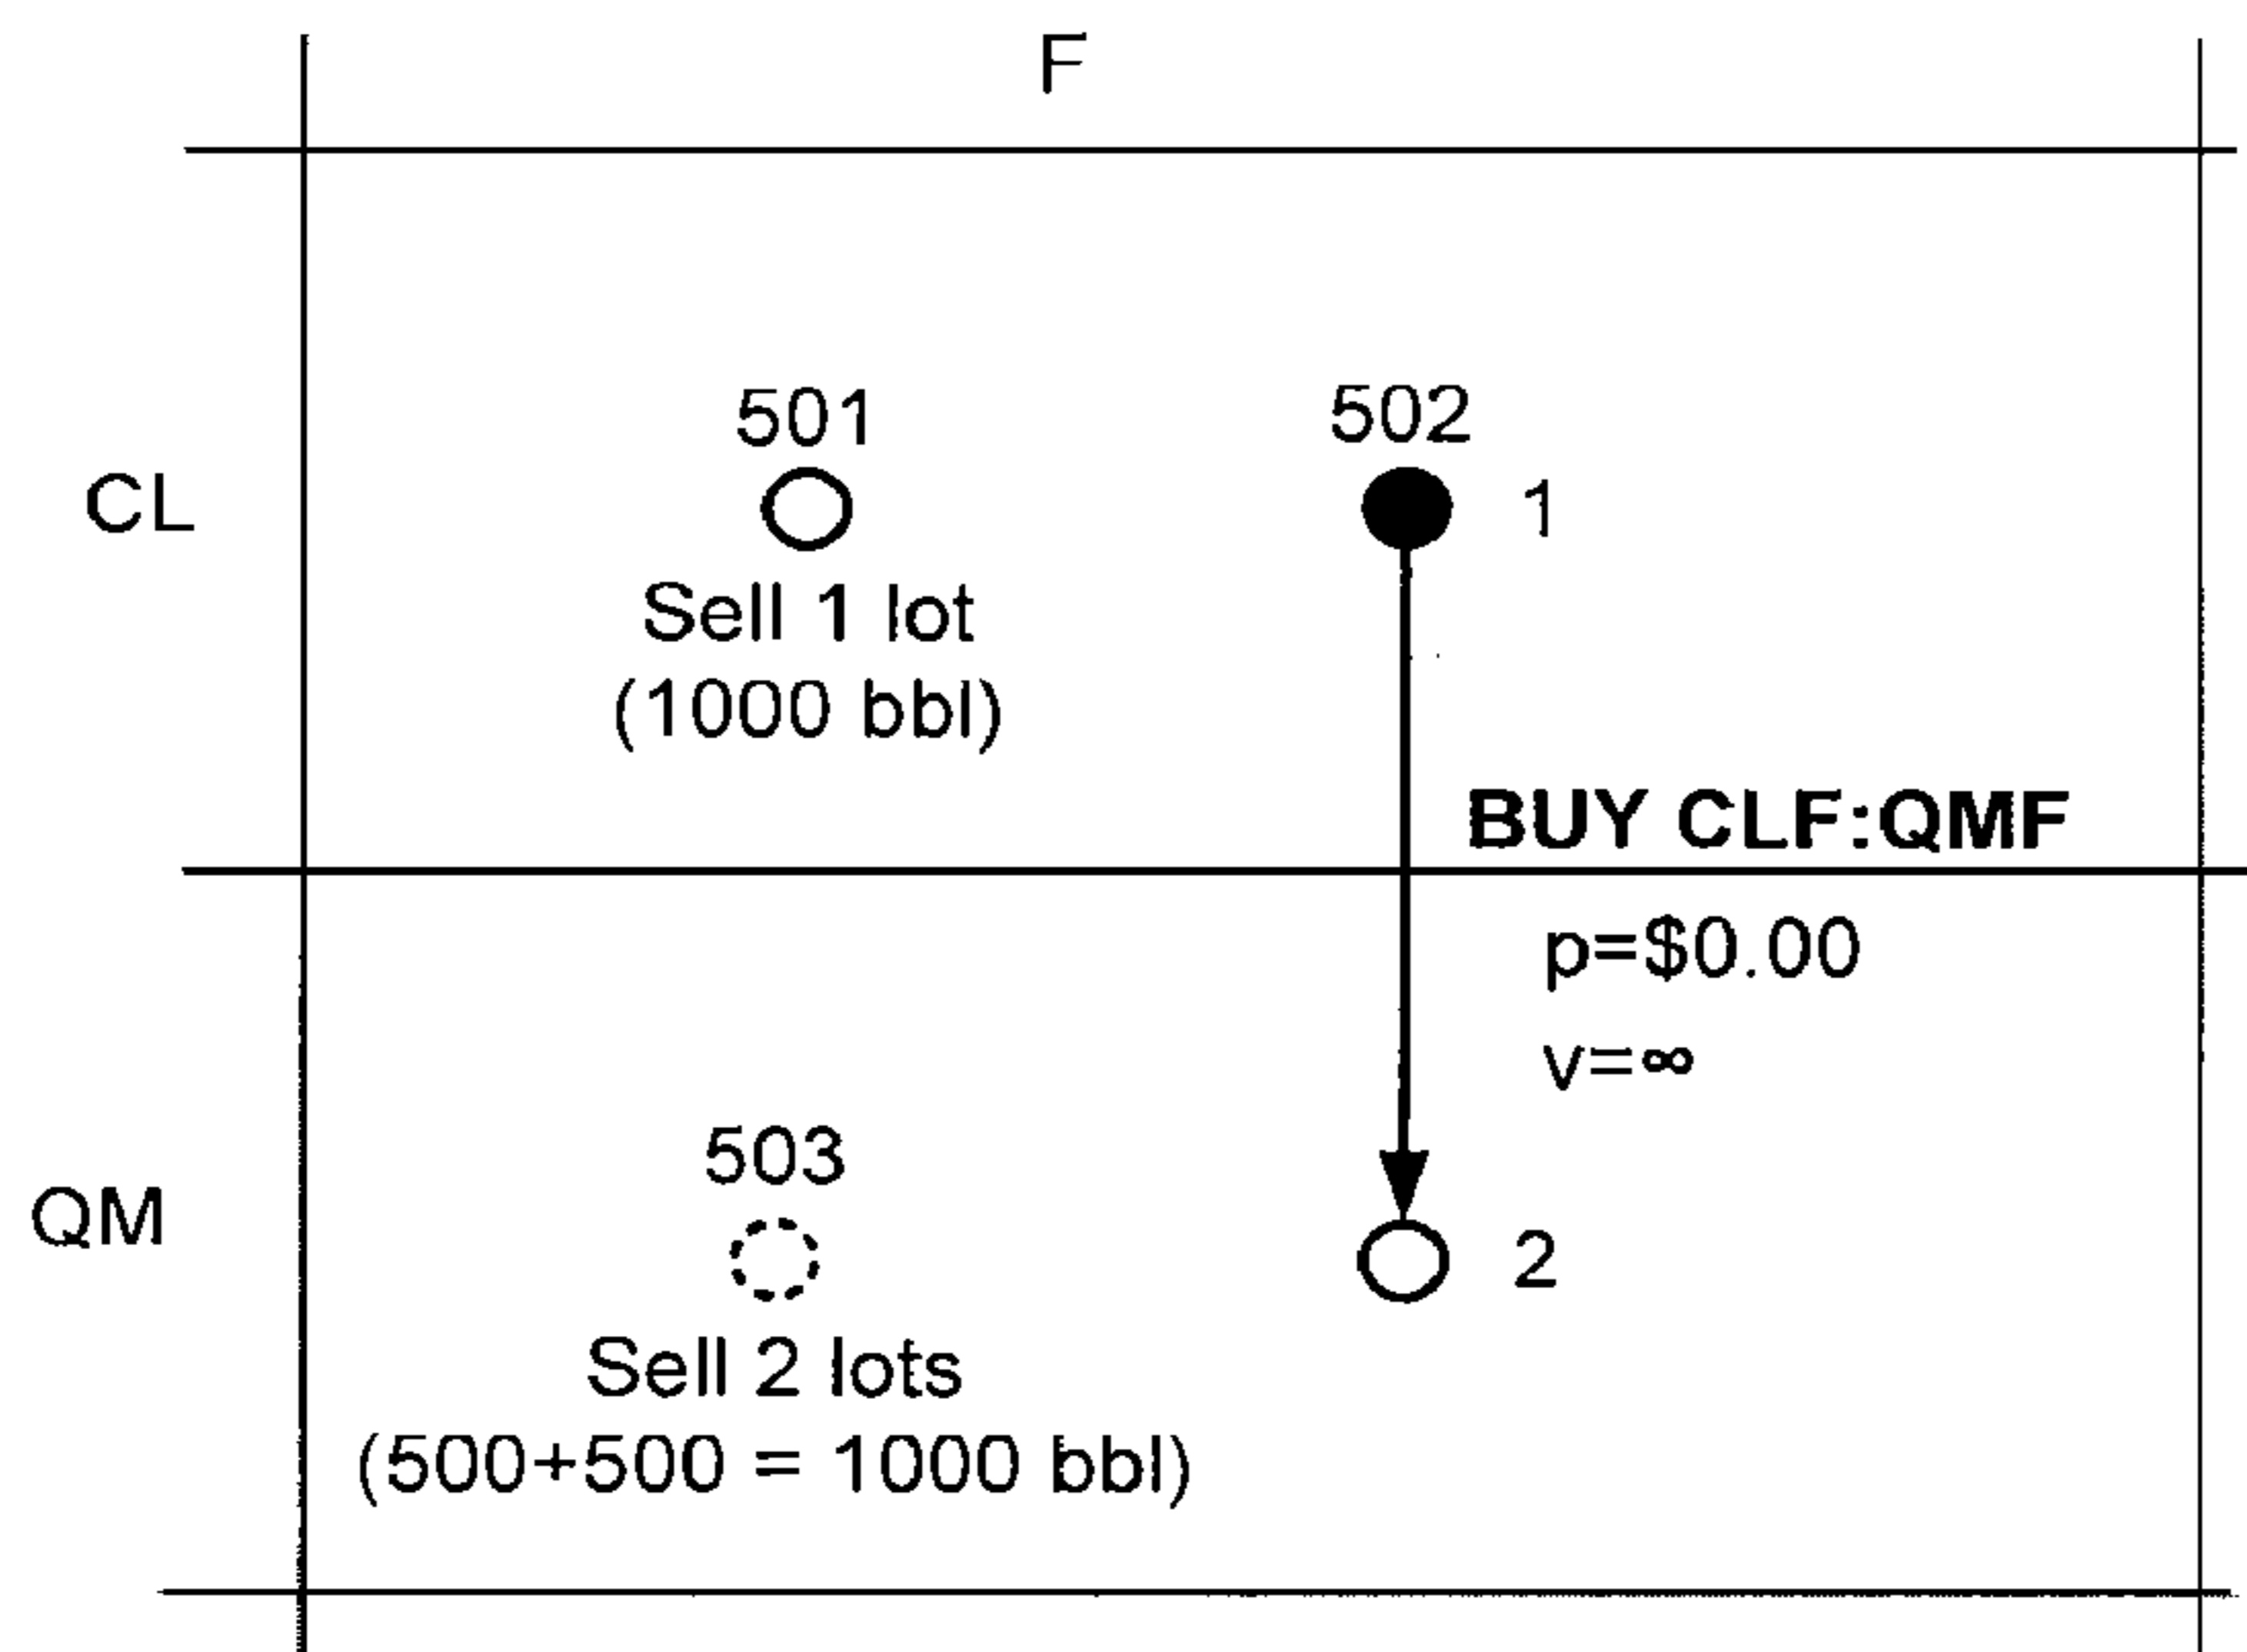 F
501
502
CL
1
Sell 1 lot
(1000 bbl)
BUY CLF:QMF
p=$0.00
v=∞
503
QM
2
Sell 2 lots
(500+500 = 1000 bbl)